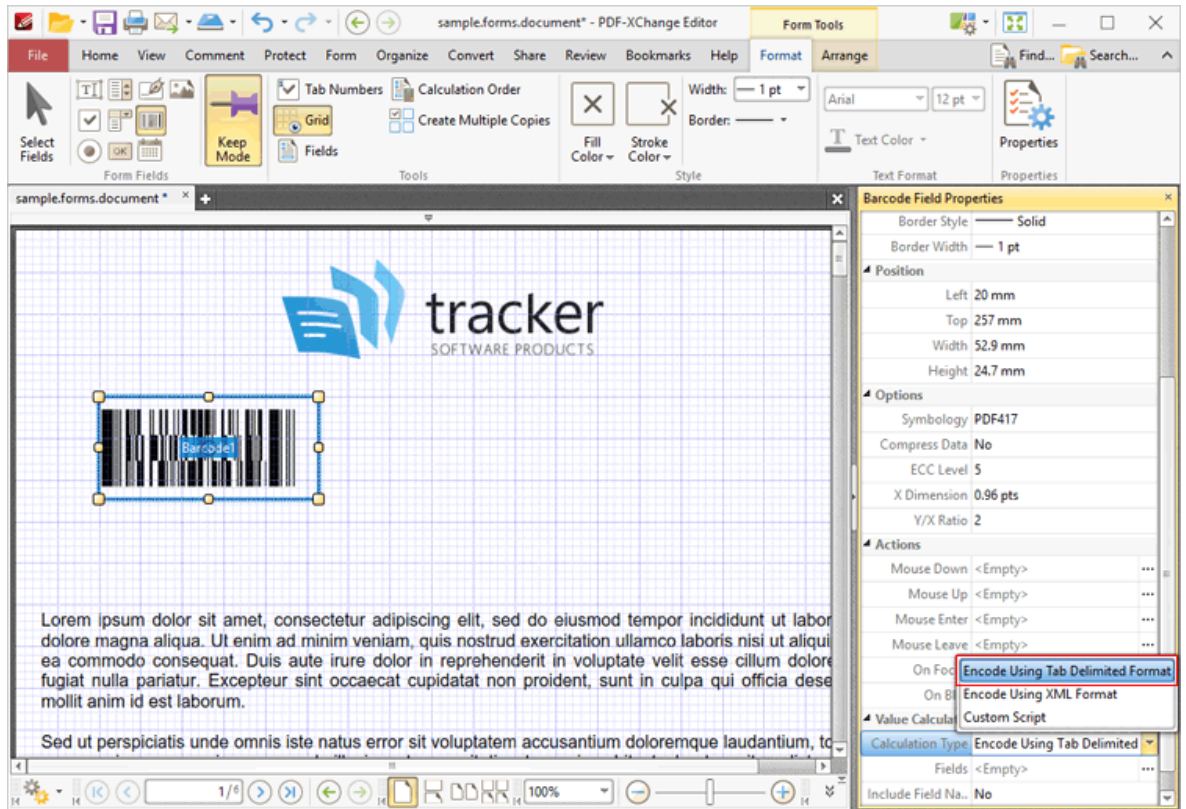 sample.forms.document* - PDF-XChange Editor
Form Tools
File Home View Comment Protect Form Organize Convert Share Review Bookmarks Help Format Arrange Find... Search...
Select Fields
OK
Form Fields
Keep Mode
Tab Numbers
Grid
Fields
Calculation Order
Create Multiple Copies
Tools
Fill Color
Stroke Color
Width: 1 pt
Border:
Style
Arial 12 pt
Text Color
Text Format
Properties
Properties
sample.forms.document *
tracker
SOFTWARE PRODUCTS
Barcode1
Lorem ipsum dolor sit amet, consectetur adipiscing elit, sed do eiusmod tempor incididunt ut labor
dolore magna aliqua. Ut enim ad minim veniam, quis nostrud exercitation ullamco laboris nisi ut aliqui
ea commodo consequat. Duis aute irure dolor in reprehenderit in voluptate velit esse cillum dolore
fugiat nulla pariatur. Excepteur sint occaecat cupidatat non proident, sunt in culpa qui officia dese
mollit anim id est laborum.
Sed ut perspiciatis unde omnis iste natus error sit voluptatem accusantium doloremque laudantium, to
1/6
100%
Barcode Field Properties
Border Style Solid
Border Width 1 pt
Position
Left 20 mm
Top 257 mm
Width 52.9 mm
Height 24.7 mm
Options
Symbology PDF417
Compress Data No
ECC Level 5
X Dimension 0.96 pts
Y/X Ratio 2
Actions
Mouse Down <Empty> ...
Mouse Up <Empty> ...
Mouse Enter <Empty> ...
Mouse Leave <Empty> ...
On Foc
On Bl
Encode Using Tab Delimited Format
Encode Using XML Format
Custom Script
Value Calcula
Calculation Type Encode Using Tab Delimited
Fields <Empty> ...
Include Field Na.. No